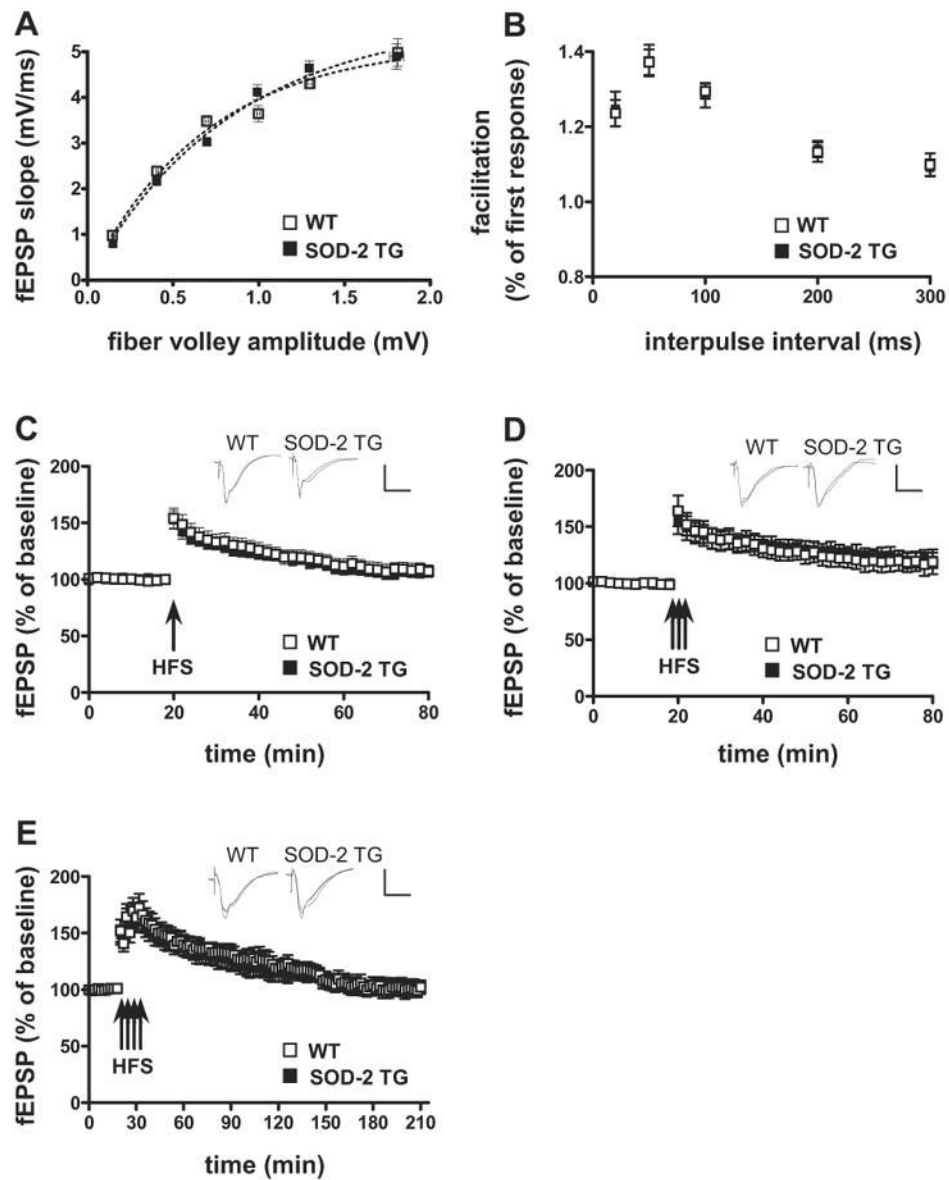 A
fEPSP slope (mV/ms)
5
4
3
2
1
0
0.0 0.5 1.0 1.5 2.0
fiber volley amplitude (mV)
WT
SOD-2 TG
B
facilitation
(% of first response)
1.4
1.2
1.0
0.8
0 100 200 300
interpulse interval (ms)
WT
SOD-2 TG
C
fEPSP (% of baseline)
200
150
100
50
0
0 20 40 60 80
time (min)
WT SOD-2 TG
HFS
WT
SOD-2 TG
D
fEPSP (% of baseline)
200
150
100
50
0
0 20 40 60 80
time (min)
WT SOD-2 TG
HFS
WT
SOD-2 TG
E
fEPSP (% of baseline)
200
150
100
50
0
0 30 60 90 120 150 180 210
time (min)
WT SOD-2 TG
HFS
WT
SOD-2 TG